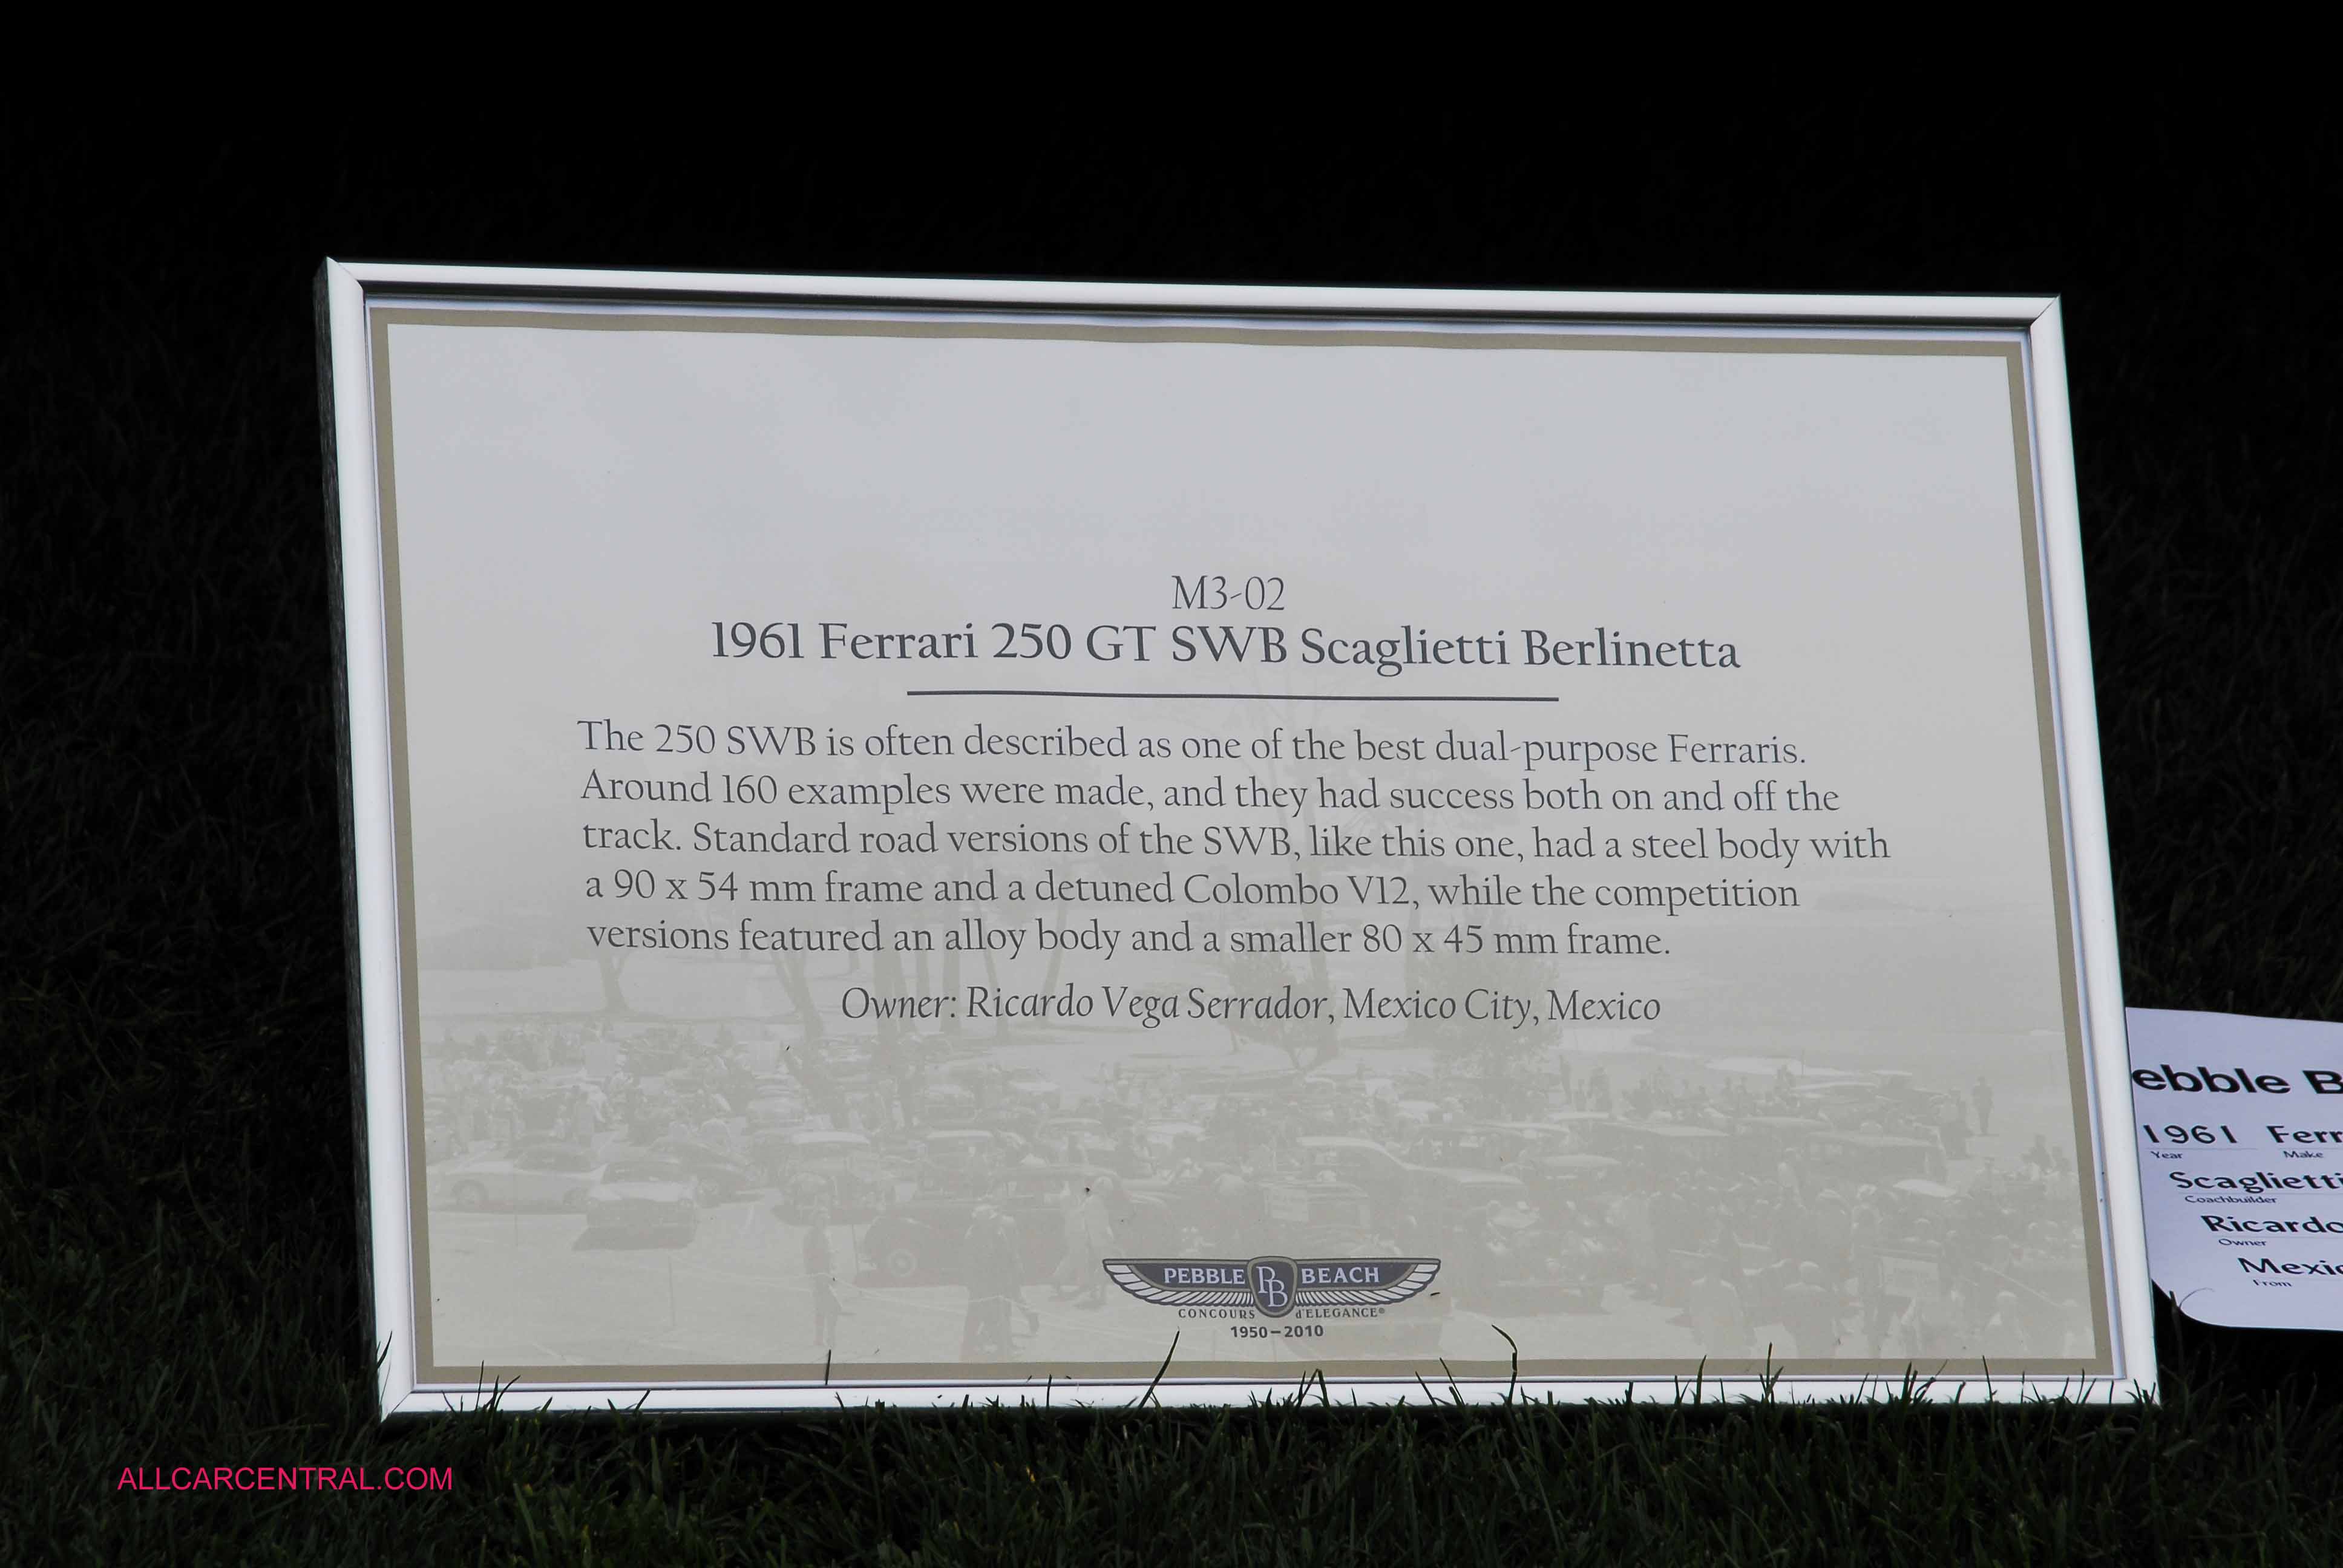 M3-02
1961 Ferrari 250 GT SWB Scaglietti Berlinetta
The 250 SWB is often described as one of the best dual-purpose Ferraris.
Around 160 examples were made, and they had success both on and off the
track. Standard road versions of the SWB, like this one, had a steel body with
a 90 x 54 mm frame and a detuned Colombo V12, while the competition
versions featured an alloy body and a smaller 80 x 45 mm frame.
Owner: Ricardo Vega Serrador, Mexico City, Mexico
PEBBLE PB BEACH
CONCOURS d'ELEGANCE®
1950–2010
ebble B
1961 Ferr
Year Make
Scaglietti
Coachbuilder
Ricardo
Owner
Mexic
From
ALLCARCENTRAL.COM